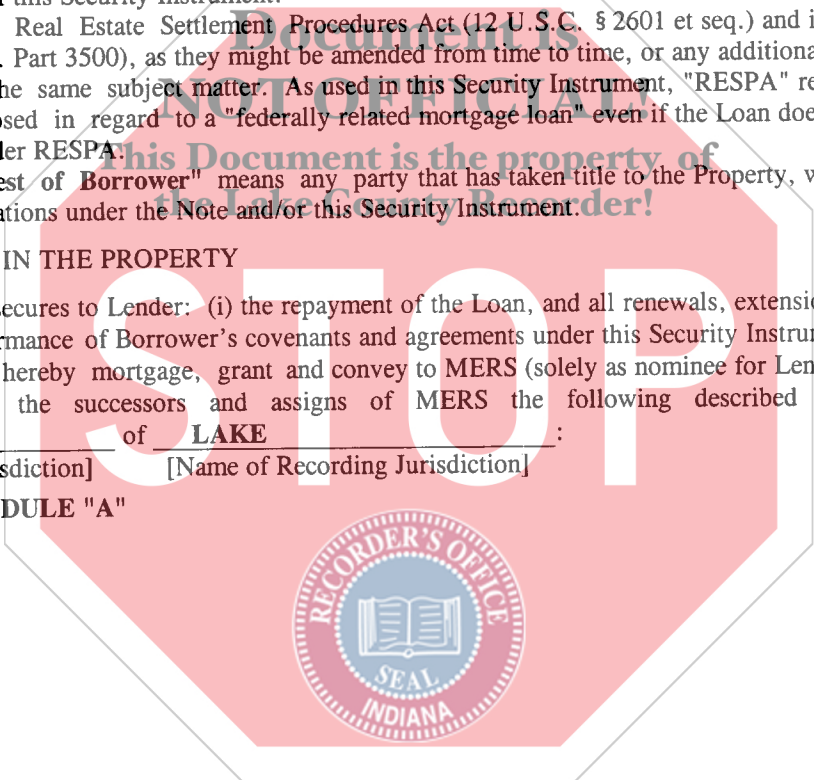 this Security Instrument.
Real Estate Settlement Procedures Act (12 U.S.C. § 2601 et seq.) and i
. Part 3500), as they might be amended from time to time, or any additiona
he same subject matter. As used in this Security Instrument, "RESPA" re
osed in regard to a "federally related mortgage loan" even if the Loan doe
ler RESPA.
est of Borrower" means any party that has taken title to the Property, w
ations under the Note and/or this Security Instrument.
Document is
NOT OFFICIAL!
This Document is the property of
the Lake County Recorder!
IN THE PROPERTY
ecures to Lender: (i) the repayment of the Loan, and all renewals, extensi
rmance of Borrower's covenants and agreements under this Security Instrum
hereby mortgage, grant and convey to MERS (solely as nominee for Len
the successors and assigns of MERS the following described
of LAKE :
sdiction] [Name of Recording Jurisdiction]
DULE "A"
STOP
RECORDER'S OFFICE
SEAL
INDIANA